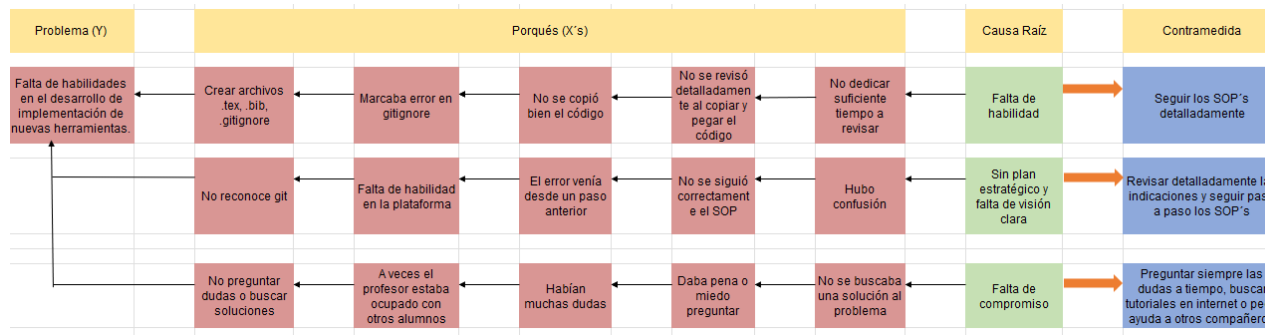 Problema (Y)
Porqués (X´s)
Causa Raíz
Contramedida
Falta de habilidades
en el desarrollo de
implementación de
nuevas herramientas.
Crear archivos
.tex, .bib,
.gitignore
Marcaba error en
gitignore
No se copió
bien el código
No se revisó
detalladame
nte al copiar y
pegar el
código
No dedicar
suficiente
tiempo a
revisar
Falta de
habilidad
Seguir los SOP´s
detalladamente
No reconoce git
Falta de habilidad
en la plataforma
El error venía
desde un paso
anterior
No se siguió
correctament
e el SOP
Hubo
confusión
Sin plan
estratégico y
falta de visión
clara
Revisar detalladamente la
indicaciones y seguir pas
a paso los SOP´s
No preguntar
dudas o buscar
soluciones
A veces el
profesor estaba
ocupado con
otros alumnos
Habían
muchas dudas
Daba pena o
miedo
preguntar
No se buscaba
una solución al
problema
Falta de
compromiso
Preguntar siempre las
dudas a tiempo, buscar
tutoriales en internet o pe
ayuda a otros compañero